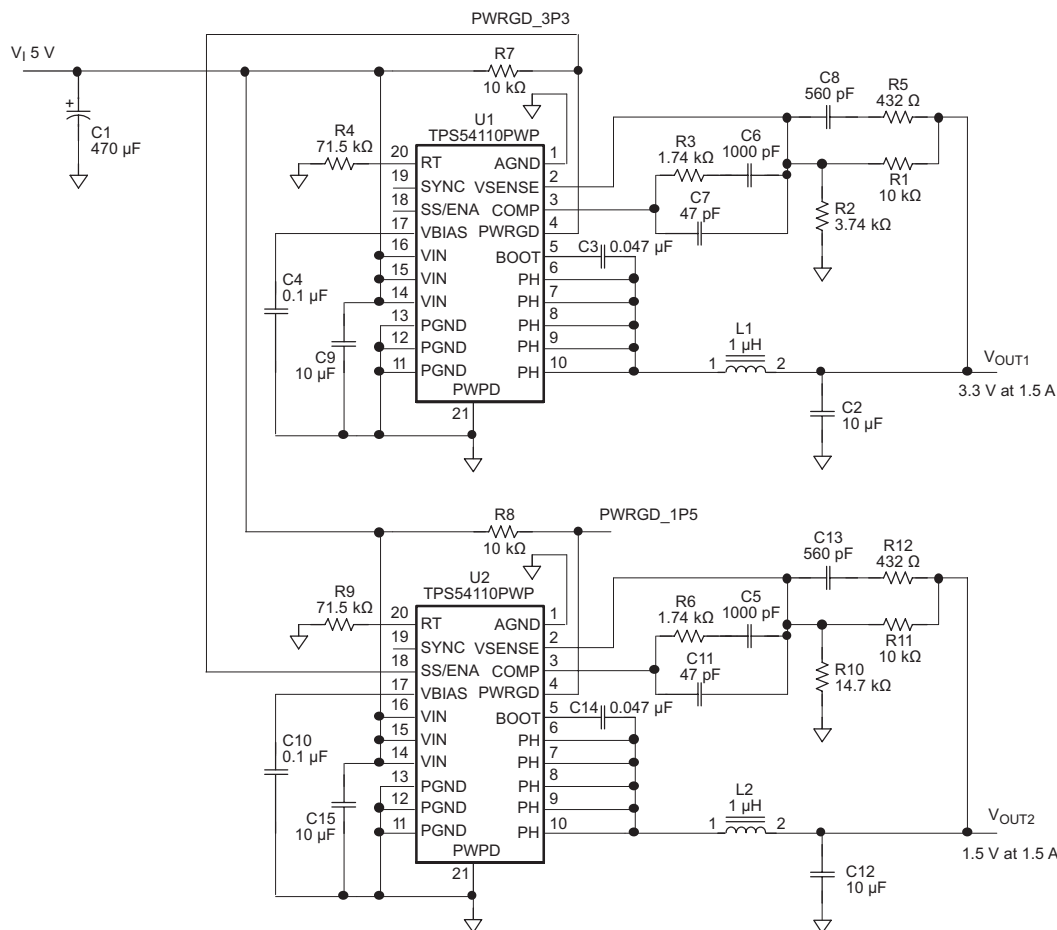 PWRGD_3P3
V_I 5 V
R7
10 kΩ
C8
560 pF
R5
432 Ω
+
C1
470 µF
U1
TPS54110PWP
R4
71.5 kΩ
R3
1.74 kΩ
C6
1000 pF
R1
10 kΩ
C7
47 pF
R2
3.74 kΩ
20 RT
19 SYNC
18 SS/ENA
17 VBIAS
16 VIN
15 VIN
14 VIN
13 PGND
12 PGND
11 PGND
AGND 1
VSENSE 2
COMP 3
PWRGD 4
BOOT 5
PH 6
PH 7
PH 8
PH 9
PH 10
PWPD
21
C3 0.047 µF
C4
0.1 µF
C9
10 µF
L1
1 µH
1 2
V_OUT1
3.3 V at 1.5 A
C2
10 µF
R8
10 kΩ
PWRGD_1P5
C13
560 pF
R12
432 Ω
U2
TPS54110PWP
R9
71.5 kΩ
R6
1.74 kΩ
C5
1000 pF
R11
10 kΩ
C11
47 pF
R10
14.7 kΩ
20 RT
19 SYNC
18 SS/ENA
17 VBIAS
16 VIN
15 VIN
14 VIN
13 PGND
12 PGND
11 PGND
AGND 1
VSENSE 2
COMP 3
PWRGD 4
BOOT 5
PH 6
PH 7
PH 8
PH 9
PH 10
PWPD
21
C14 0.047 µF
C10
0.1 µF
C15
10 µF
L2
1 µH
1 2
V_OUT2
1.5 V at 1.5 A
C12
10 µF